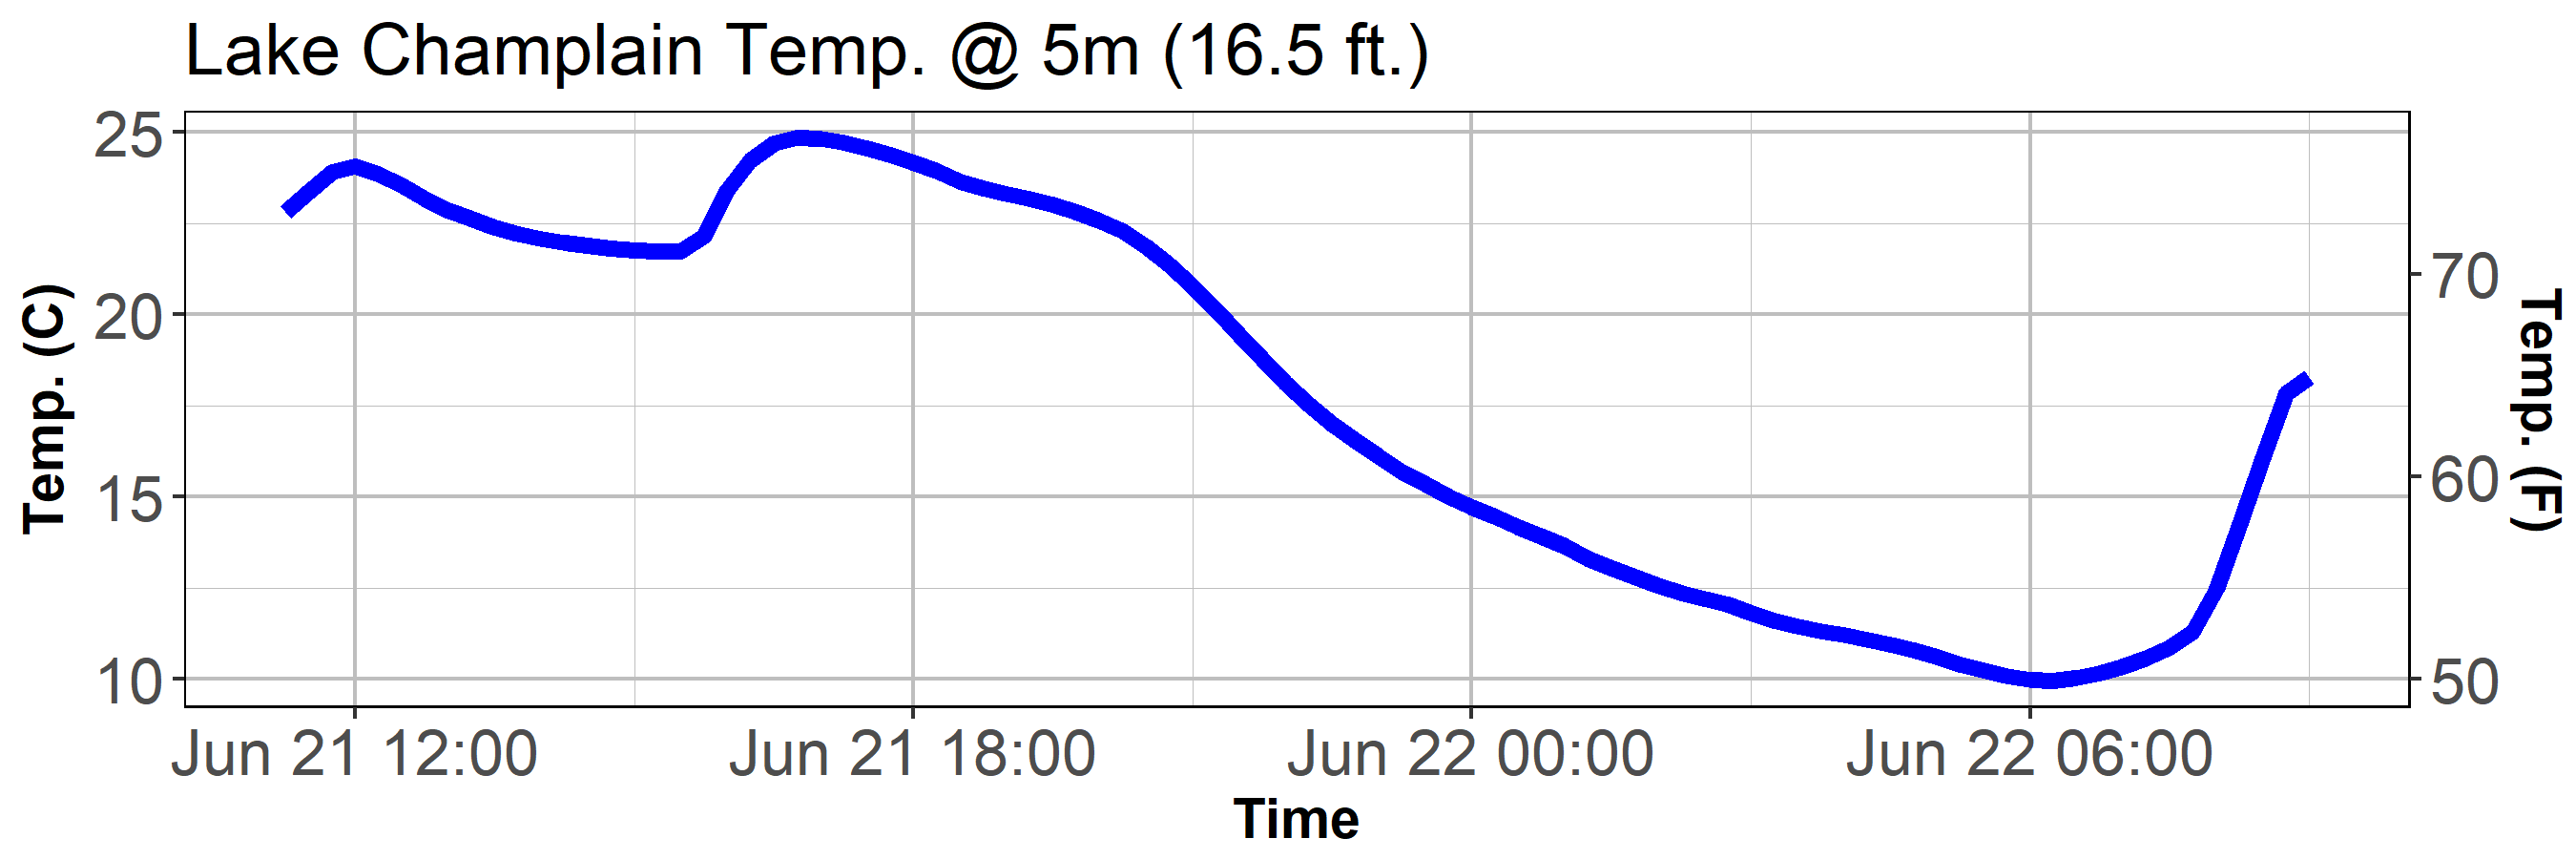 Lake Champlain Temp. @ 5m (16.5 ft.)
25
20
15
10
Temp. (C)
70
60
50
Temp. (F)
Jun 21 12:00 Jun 21 18:00 Jun 22 00:00 Jun 22 06:00
Time